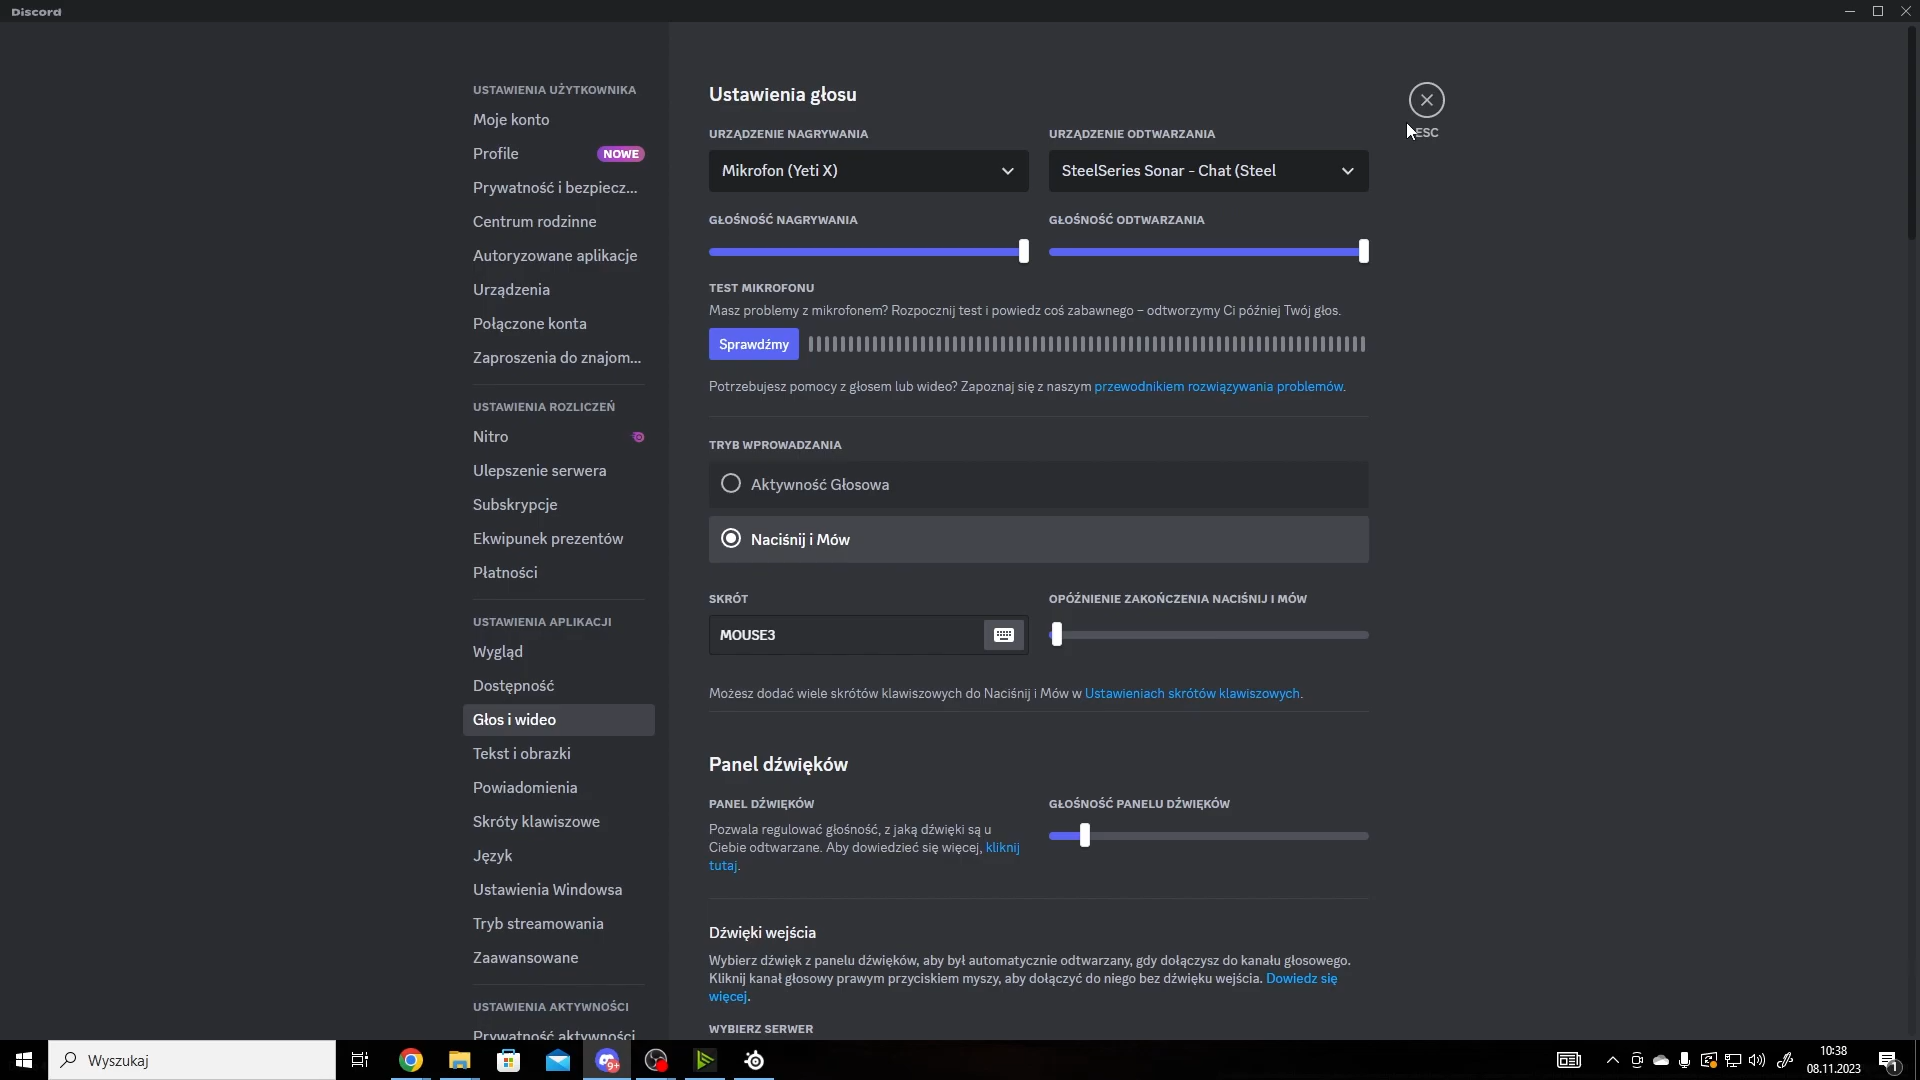 Discord
USTAWIENIA UŻYTKOWNIKA
Moje konto
Profile
NOWE
Prywatność i bezpiecz...
Centrum rodzinne
Autoryzowane aplikacje
Urządzenia
Połączone konta
Zaproszenia do znajom...
USTAWIENIA ROZLICZEŃ
Nitro
Ulepszenie serwera
Subskrypcje
Ekwipunek prezentów
Płatności
USTAWIENIA APLIKACJI
Wygląd
Dostępność
Głos i wideo
Tekst i obrazki
Powiadomienia
Skróty klawiszowe
Język
Ustawienia Windowsa
Tryb streamowania
Zaawansowane
USTAWIENIA AKTYWNOŚCI
Prywatność aktywności
Ustawienia głosu
URZĄDZENIE NAGRYWANIA
URZĄDZENIE ODTWARZANIA
Mikrofon (Yeti X)
SteelSeries Sonar - Chat (Steel
GŁOŚNOŚĆ NAGRYWANIA
GŁOŚNOŚĆ ODTWARZANIA
TEST MIKROFONU
Masz problemy z mikrofonem? Rozpocznij test i powiedz coś zabawnego – odtworzymy Ci później Twój głos.
Sprawdźmy
Potrzebujesz pomocy z głosem lub wideo? Zapoznaj się z naszym przewodnikiem rozwiązywania problemów.
TRYB WPROWADZANIA
Aktywność Głosowa
Naciśnij i Mów
SKRÓT
OPÓŹNIENIE ZAKOŃCZENIA NACIŚNIJ I MÓW
MOUSE3
Możesz dodać wiele skrótów klawiszowych do Naciśnij i Mów w Ustawieniach skrótów klawiszowych.
Panel dźwięków
PANEL DŹWIĘKÓW
GŁOŚNOŚĆ PANELU DŹWIĘKÓW
Pozwala regulować głośność, z jaką dźwięki są u
Ciebie odtwarzane. Aby dowiedzieć się więcej, kliknij
tutaj.
Dźwięki wejścia
Wybierz dźwięk z panelu dźwięków, aby był automatycznie odtwarzany, gdy dołączysz do kanału głosowego.
Kliknij kanał głosowy prawym przyciskiem myszy, aby dołączyć do niego bez dźwięku wejścia. Dowiedz się
więcej.
WYBIERZ SERWER
ESC
Wyszukaj
9+
10:38
08.11.2023
1